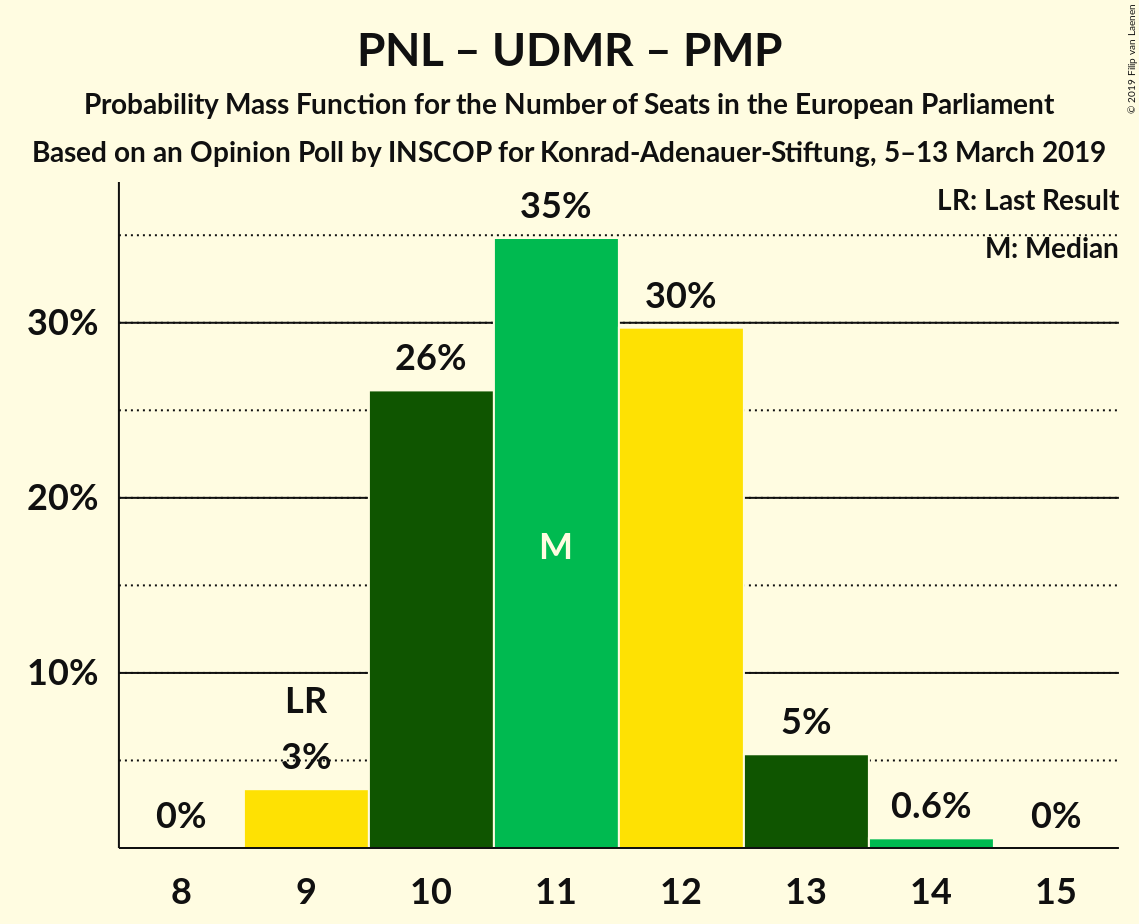 PNL – UDMR – PMP
Probability Mass Function for the Number of Seats in the European Parliament
Based on an Opinion Poll by INSCOP for Konrad-Adenauer-Stiftung, 5–13 March 2019
© 2019 Filip van Laenen
LR: Last Result
M: Median
35%
30%
30%
26%
20%
M
10%
LR
5%
3%
0%
0.6%
0%
8 9 10 11 12 13 14 15